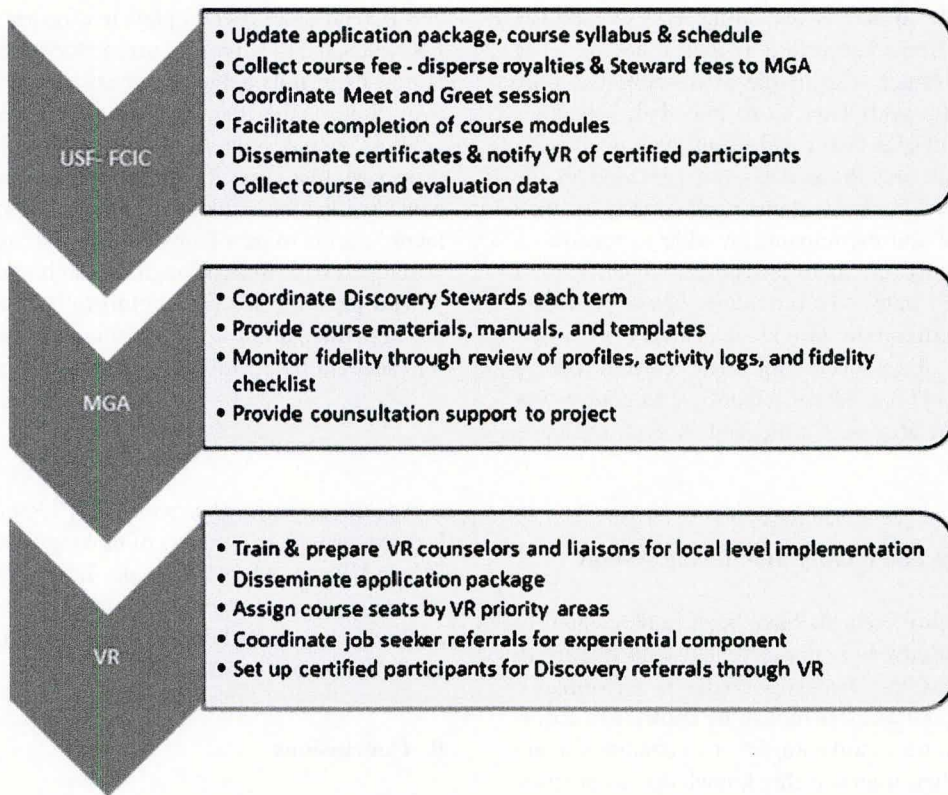 USF- FCIC
• Update application package, course syllabus & schedule
• Collect course fee - disperse royalties & Steward fees to MGA
• Coordinate Meet and Greet session
• Facilitate completion of course modules
• Disseminate certificates & notify VR of certified participants
• Collect course and evaluation data
MGA
• Coordinate Discovery Stewards each term
• Provide course materials, manuals, and templates
• Monitor fidelity through review of profiles, activity logs, and fidelity
checklist
• Provide counsultation support to project
VR
• Train & prepare VR counselors and liaisons for local level implementation
• Disseminate application package
• Assign course seats by VR priority areas
• Coordinate job seeker referrals for experiential component
• Set up certified participants for Discovery referrals through VR